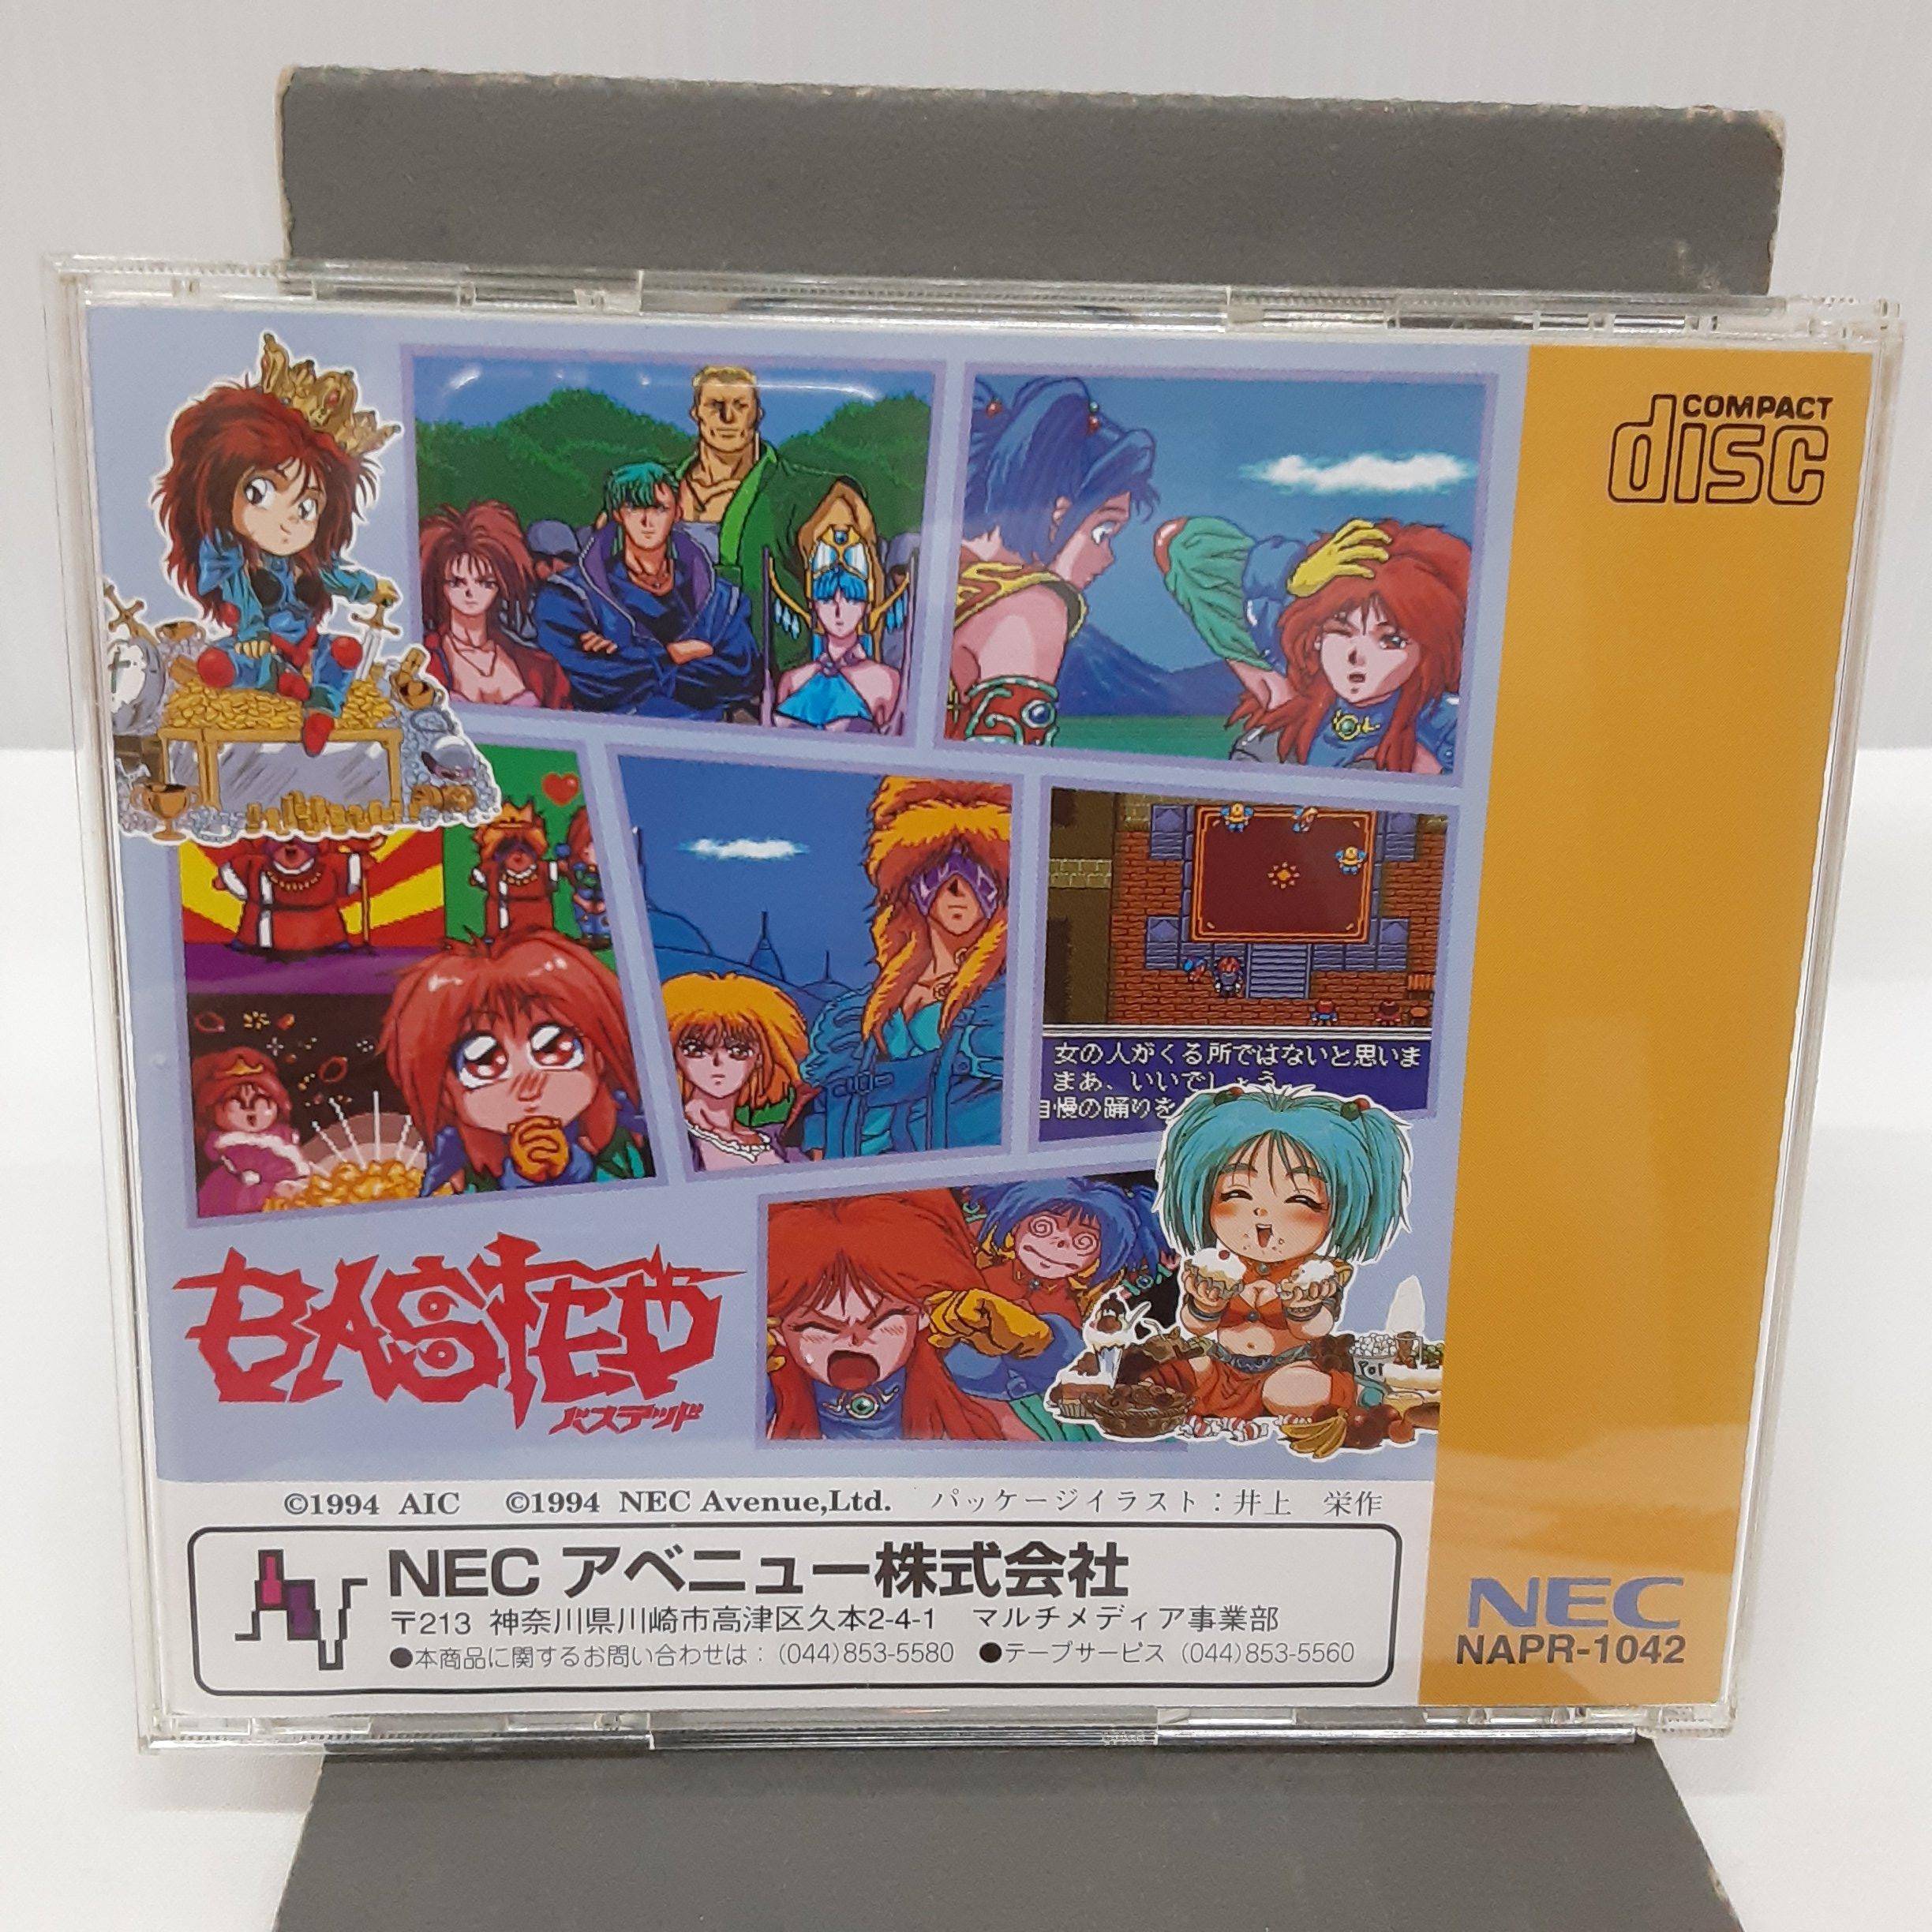 COMPACT
disc
女の人がくる所ではないと思いま
まあ、いいでしょう
自慢の踊りを
BASTED
バステッド
©1994 AIC ©1994 NEC Avenue,Ltd. パッケージイラスト：井上 栄作
NEC アベニュー株式会社
〒213 神奈川県川崎市高津区久本2-4-1 マルチメディア事業部
●本商品に関するお問い合わせは：(044)853-5580 ●テープサービス (044)853-5560
NEC
NAPR-1042